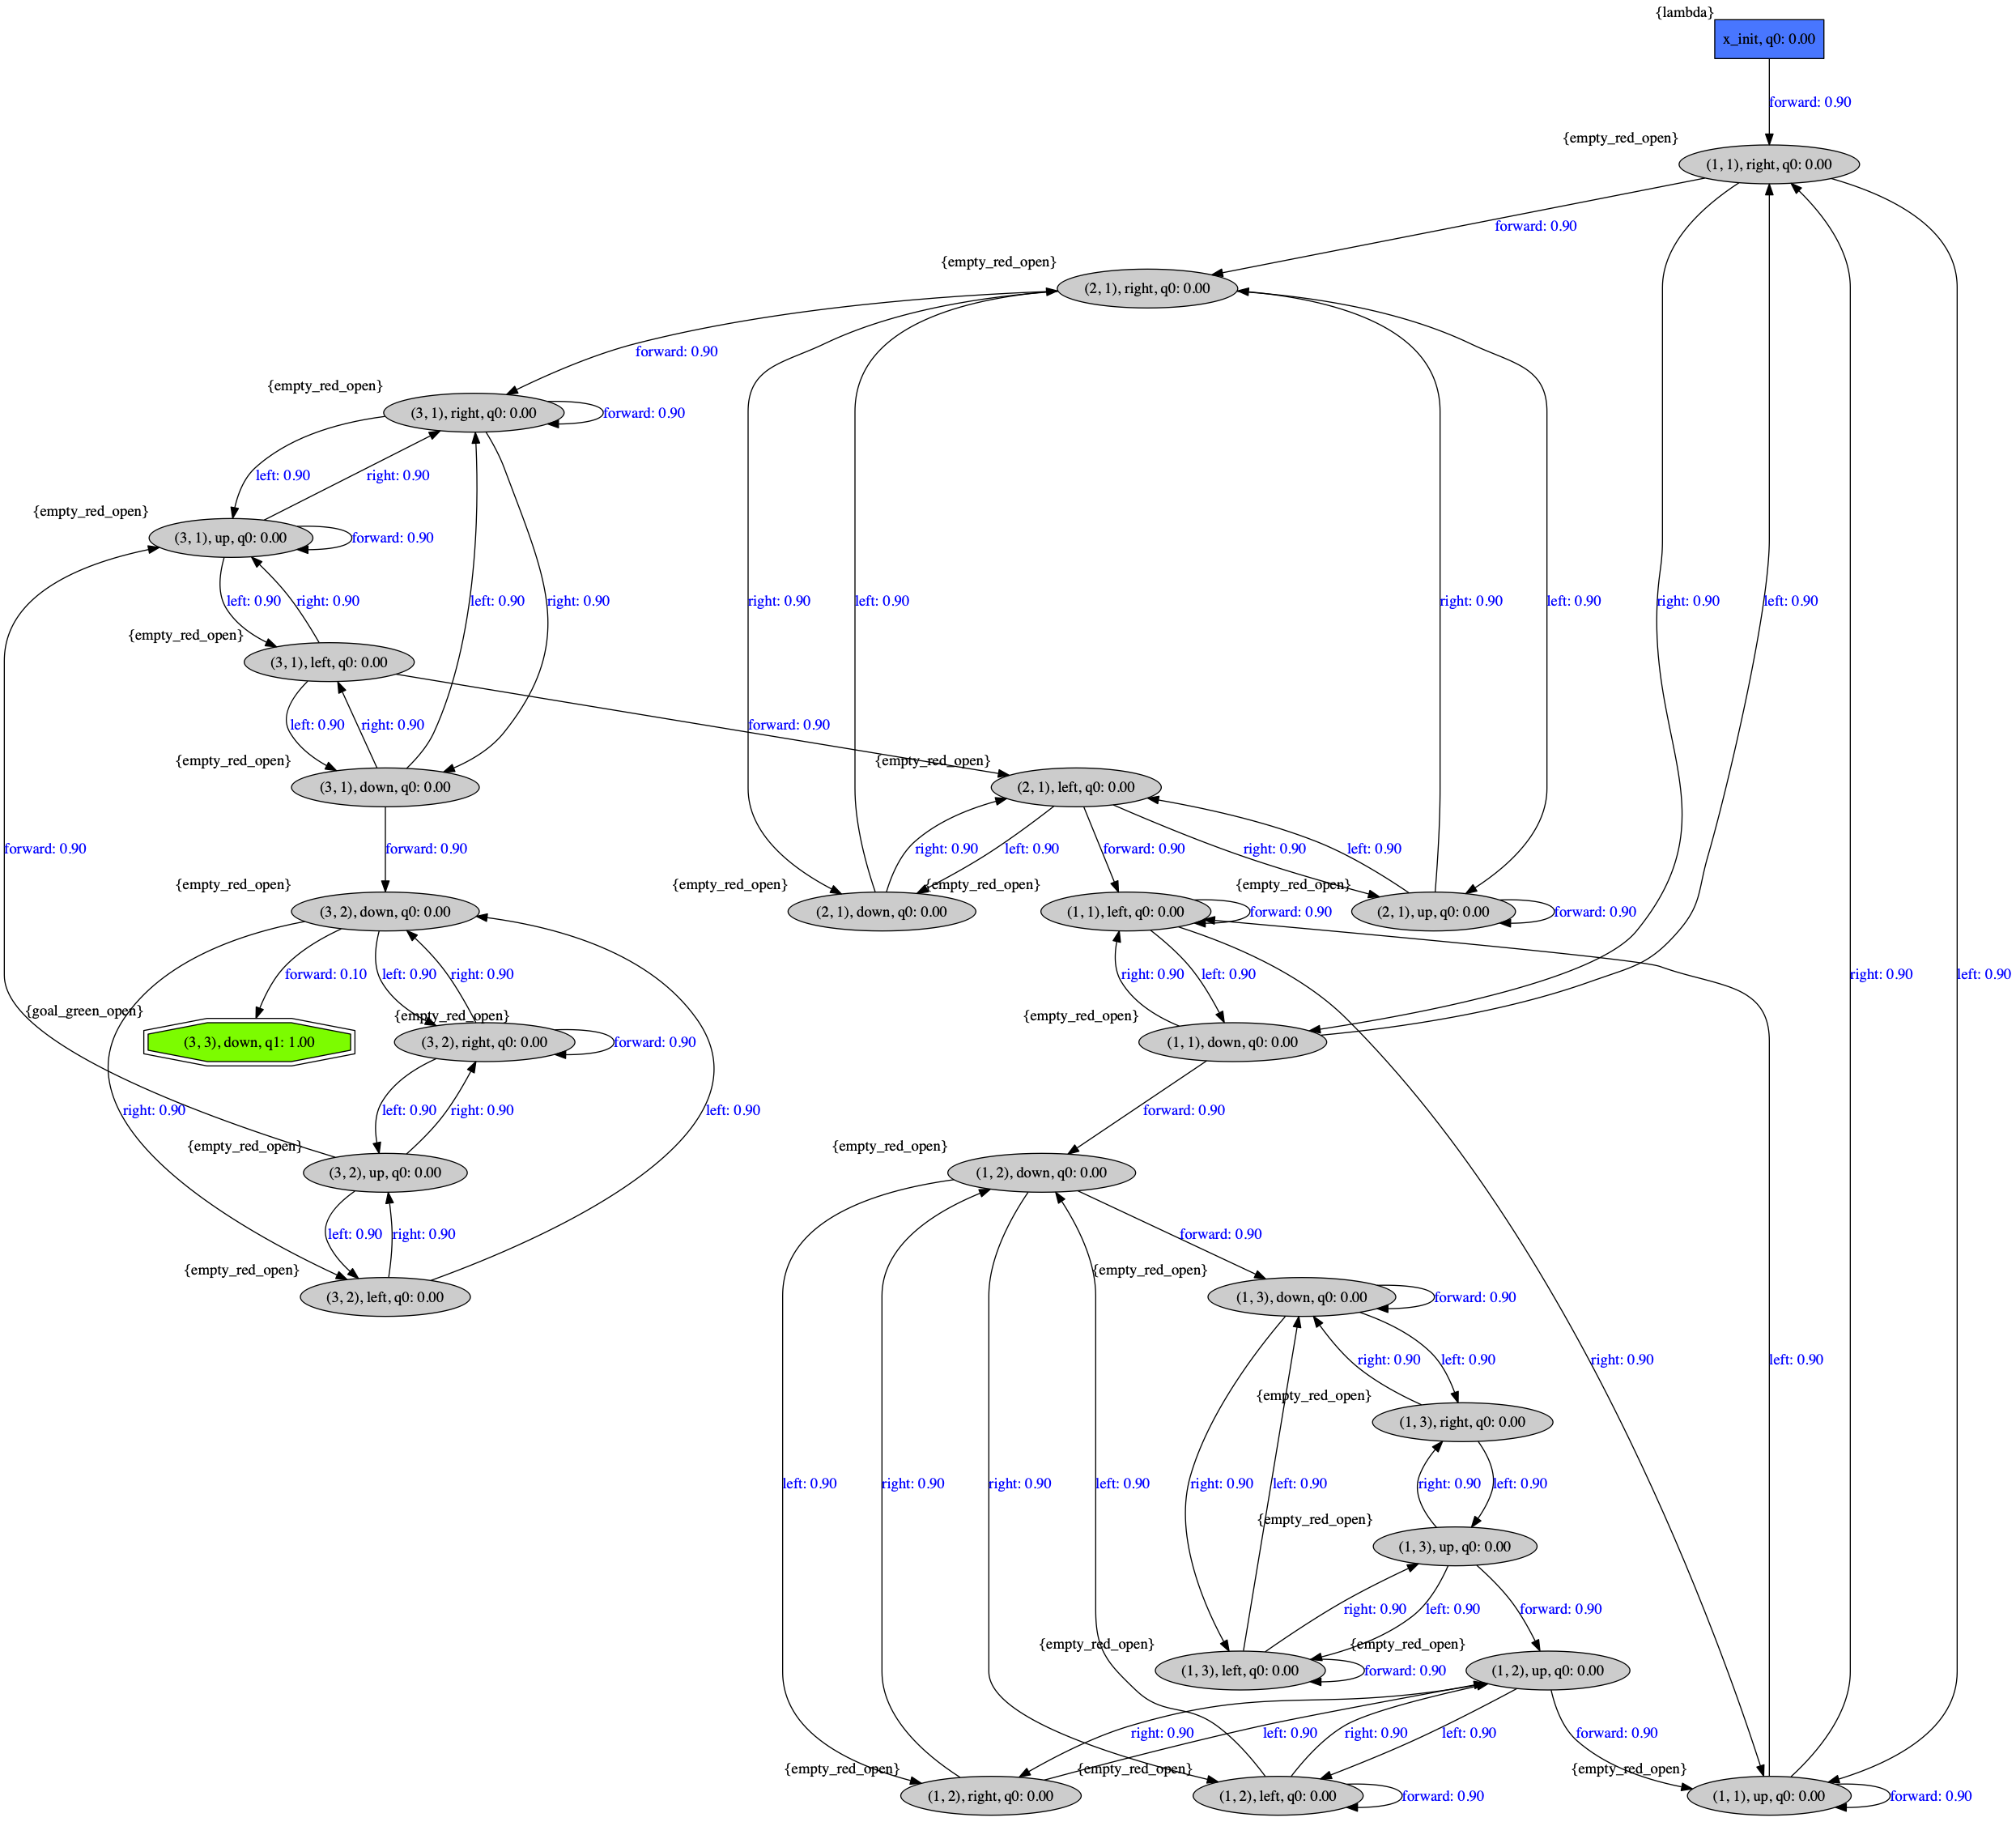 {lambda}
x_init, q0: 0.00
forward: 0.90
{empty_red_open}
(1, 1), right, q0: 0.00
forward: 0.90
{empty_red_open}
(2, 1), right, q0: 0.00
forward: 0.90
{empty_red_open}
(3, 1), right, q0: 0.00
forward: 0.90
left: 0.90
right: 0.90
{empty_red_open}
(3, 1), up, q0: 0.00
forward: 0.90
left: 0.90
right: 0.90
left: 0.90
right: 0.90
right: 0.90
left: 0.90
right: 0.90
left: 0.90
right: 0.90
left: 0.90
{empty_red_open}
(3, 1), left, q0: 0.00
left: 0.90
right: 0.90
forward: 0.90
{empty_red_open}
(3, 1), down, q0: 0.00
{empty_red_open}
(2, 1), left, q0: 0.00
forward: 0.90
forward: 0.90
right: 0.90
left: 0.90
forward: 0.90
right: 0.90
left: 0.90
{empty_red_open}
(3, 2), down, q0: 0.00
{empty_red_open}
(2, 1), down, q0: 0.00
{empty_red_open}
(1, 1), left, q0: 0.00
forward: 0.90
{empty_red_open}
(2, 1), up, q0: 0.00
forward: 0.90
forward: 0.10
left: 0.90
right: 0.90
right: 0.90
left: 0.90
right: 0.90
left: 0.90
{goal_green_open}
(3, 3), down, q1: 1.00
{empty_red_open}
(3, 2), right, q0: 0.00
forward: 0.90
{empty_red_open}
(1, 1), down, q0: 0.00
right: 0.90
left: 0.90
right: 0.90
left: 0.90
forward: 0.90
{empty_red_open}
(3, 2), up, q0: 0.00
{empty_red_open}
(1, 2), down, q0: 0.00
left: 0.90
right: 0.90
forward: 0.90
{empty_red_open}
(3, 2), left, q0: 0.00
{empty_red_open}
(1, 3), down, q0: 0.00
forward: 0.90
right: 0.90
left: 0.90
right: 0.90
left: 0.90
{empty_red_open}
(1, 3), right, q0: 0.00
left: 0.90
right: 0.90
right: 0.90
left: 0.90
right: 0.90
left: 0.90
right: 0.90
left: 0.90
{empty_red_open}
(1, 3), up, q0: 0.00
right: 0.90
left: 0.90
forward: 0.90
{empty_red_open}
(1, 3), left, q0: 0.00
forward: 0.90
{empty_red_open}
(1, 2), up, q0: 0.00
right: 0.90
left: 0.90
right: 0.90
left: 0.90
forward: 0.90
{empty_red_open}
(1, 2), right, q0: 0.00
{empty_red_open}
(1, 2), left, q0: 0.00
forward: 0.90
{empty_red_open}
(1, 1), up, q0: 0.00
forward: 0.90